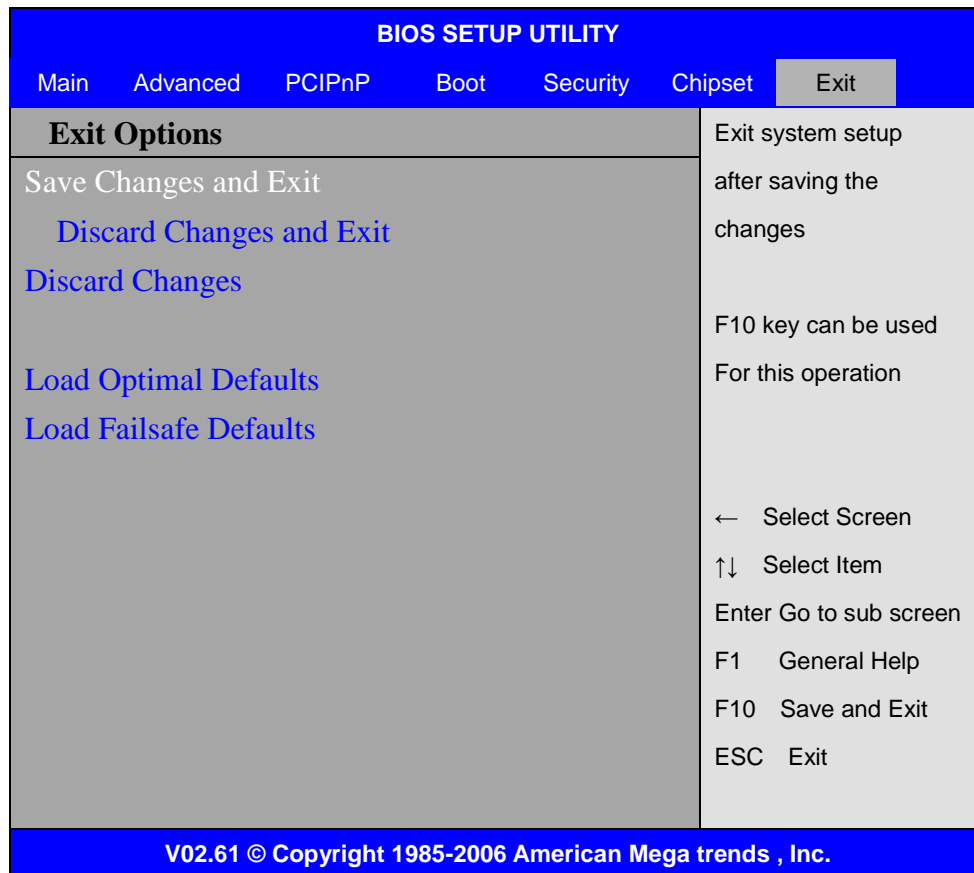 BIOS SETUP UTILITY
Main Advanced PCIPnP Boot Security Chipset Exit
Exit Options
Save Changes and Exit
Discard Changes and Exit
Discard Changes
Load Optimal Defaults
Load Failsafe Defaults
Exit system setup
after saving the
changes
F10 key can be used
For this operation
← Select Screen
↑↓ Select Item
Enter Go to sub screen
F1 General Help
F10 Save and Exit
ESC Exit
V02.61 © Copyright 1985-2006 American Mega trends , Inc.